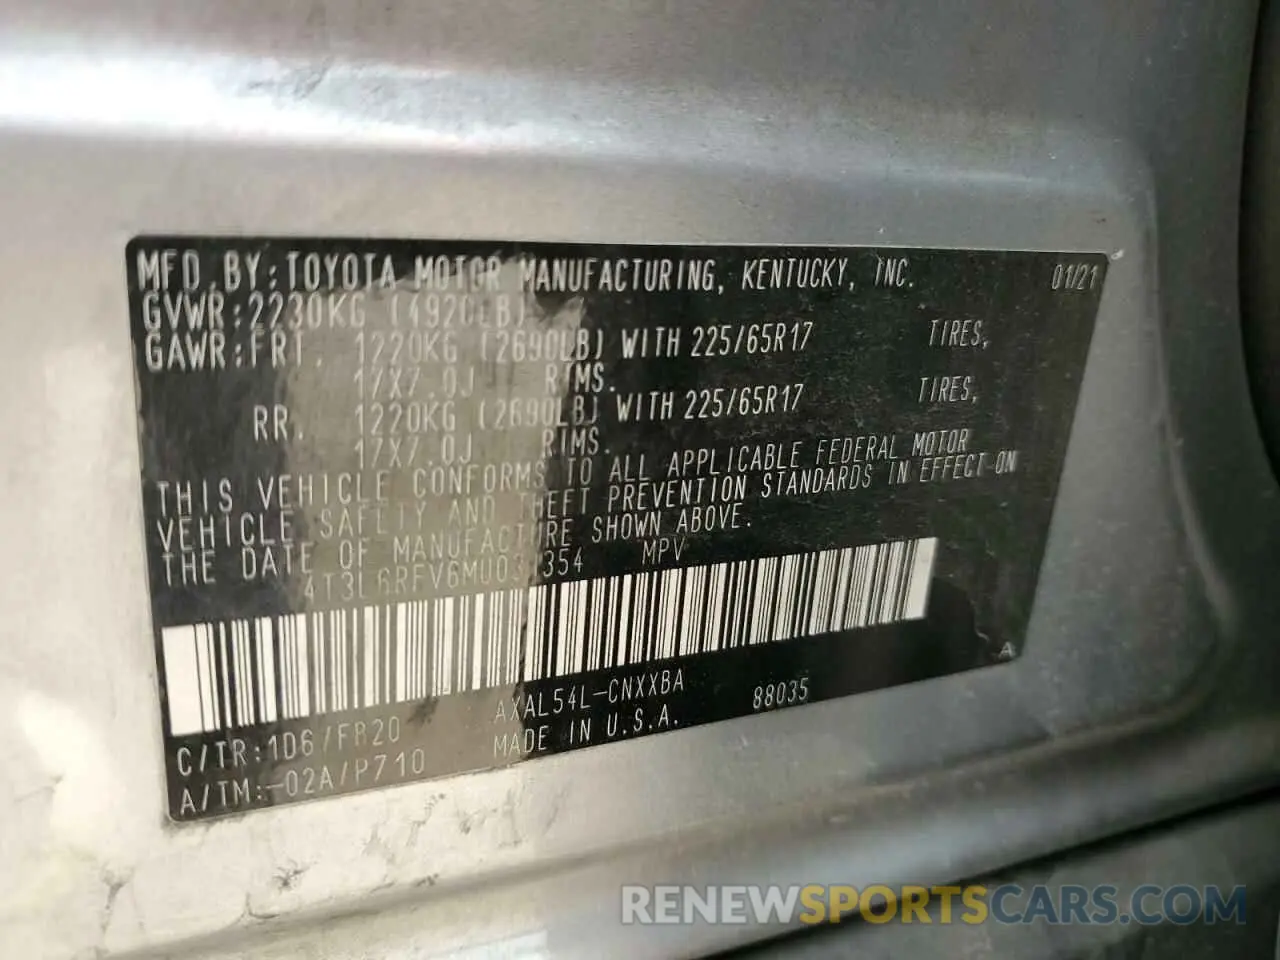 MFD. BY: TOYOTA MOTOR MANUFACTURING, KENTUCKY, INC. 01/21
GVWR: 2230KG (4920LB)
GAWR: FRT. 1220KG (2690LB) WITH 225/65R17 TIRES,
17X7.0J RIMS.
RR. 1220KG (2690LB) WITH 225/65R17 TIRES,
17X7.0J RIMS.
THIS VEHICLE CONFORMS TO ALL APPLICABLE FEDERAL MOTOR
VEHICLE SAFETY AND THEFT PREVENTION STANDARDS IN EFFECT ON
THE DATE OF MANUFACTURE SHOWN ABOVE.
MPV
A
AXAL54L-CNXXBA 88035
C/TR: 1D6/FB20 MADE IN U.S.A.
A/TM: -02A/P710
RENEWSPORTSCARS.COM